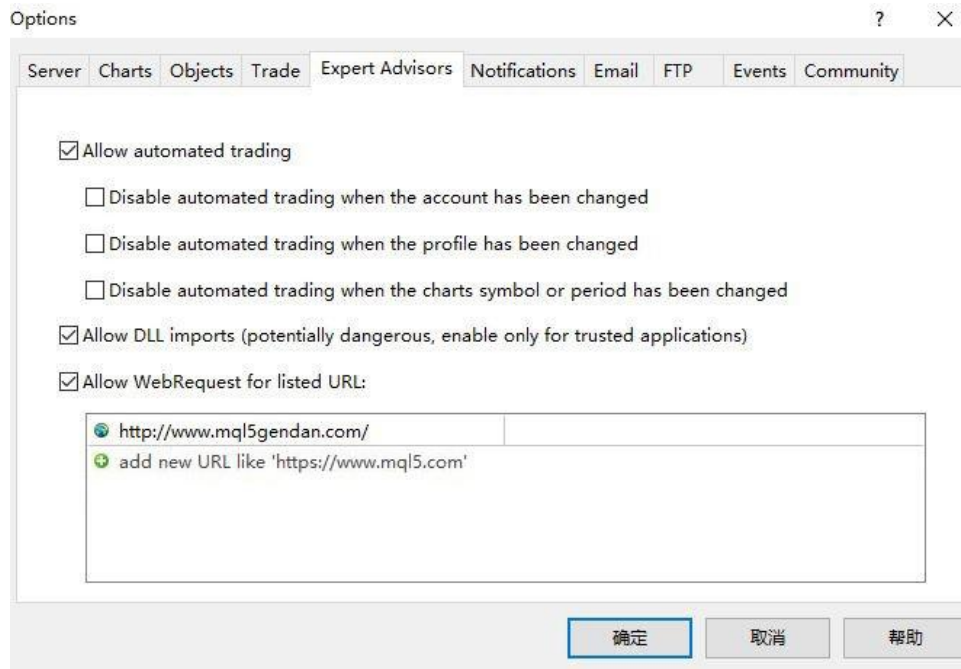 Options
Server Charts Objects Trade Expert Advisors Notifications Email FTP Events Community
Allow automated trading
Disable automated trading when the account has been changed
Disable automated trading when the profile has been changed
Disable automated trading when the charts symbol or period has been changed
Allow DLL imports (potentially dangerous, enable only for trusted applications)
Allow WebRequest for listed URL:
http://www.mql5gendan.com/
add new URL like 'https://www.mql5.com'
确定 取消 帮助